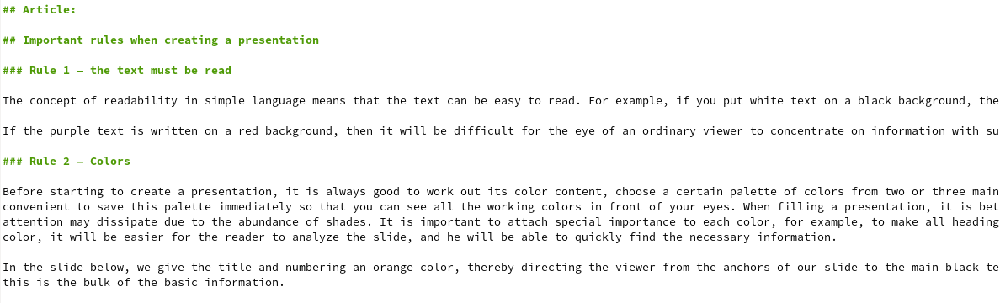 ## Article:
## Important rules when creating a presentation
### Rule 1 — the text must be read
The concept of readability in simple language means that the text can be easy to read. For example, if you put white text on a black background, the
If the purple text is written on a red background, then it will be difficult for the eye of an ordinary viewer to concentrate on information with su
### Rule 2 — Colors
Before starting to create a presentation, it is always good to work out its color content, choose a certain palette of colors from two or three main
convenient to save this palette immediately so that you can see all the working colors in front of your eyes. When filling a presentation, it is bet
attention may dissipate due to the abundance of shades. It is important to attach special importance to each color, for example, to make all heading
color, it will be easier for the reader to analyze the slide, and he will be able to quickly find the necessary information.
In the slide below, we give the title and numbering an orange color, thereby directing the viewer from the anchors of our slide to the main black te
this is the bulk of the basic information.